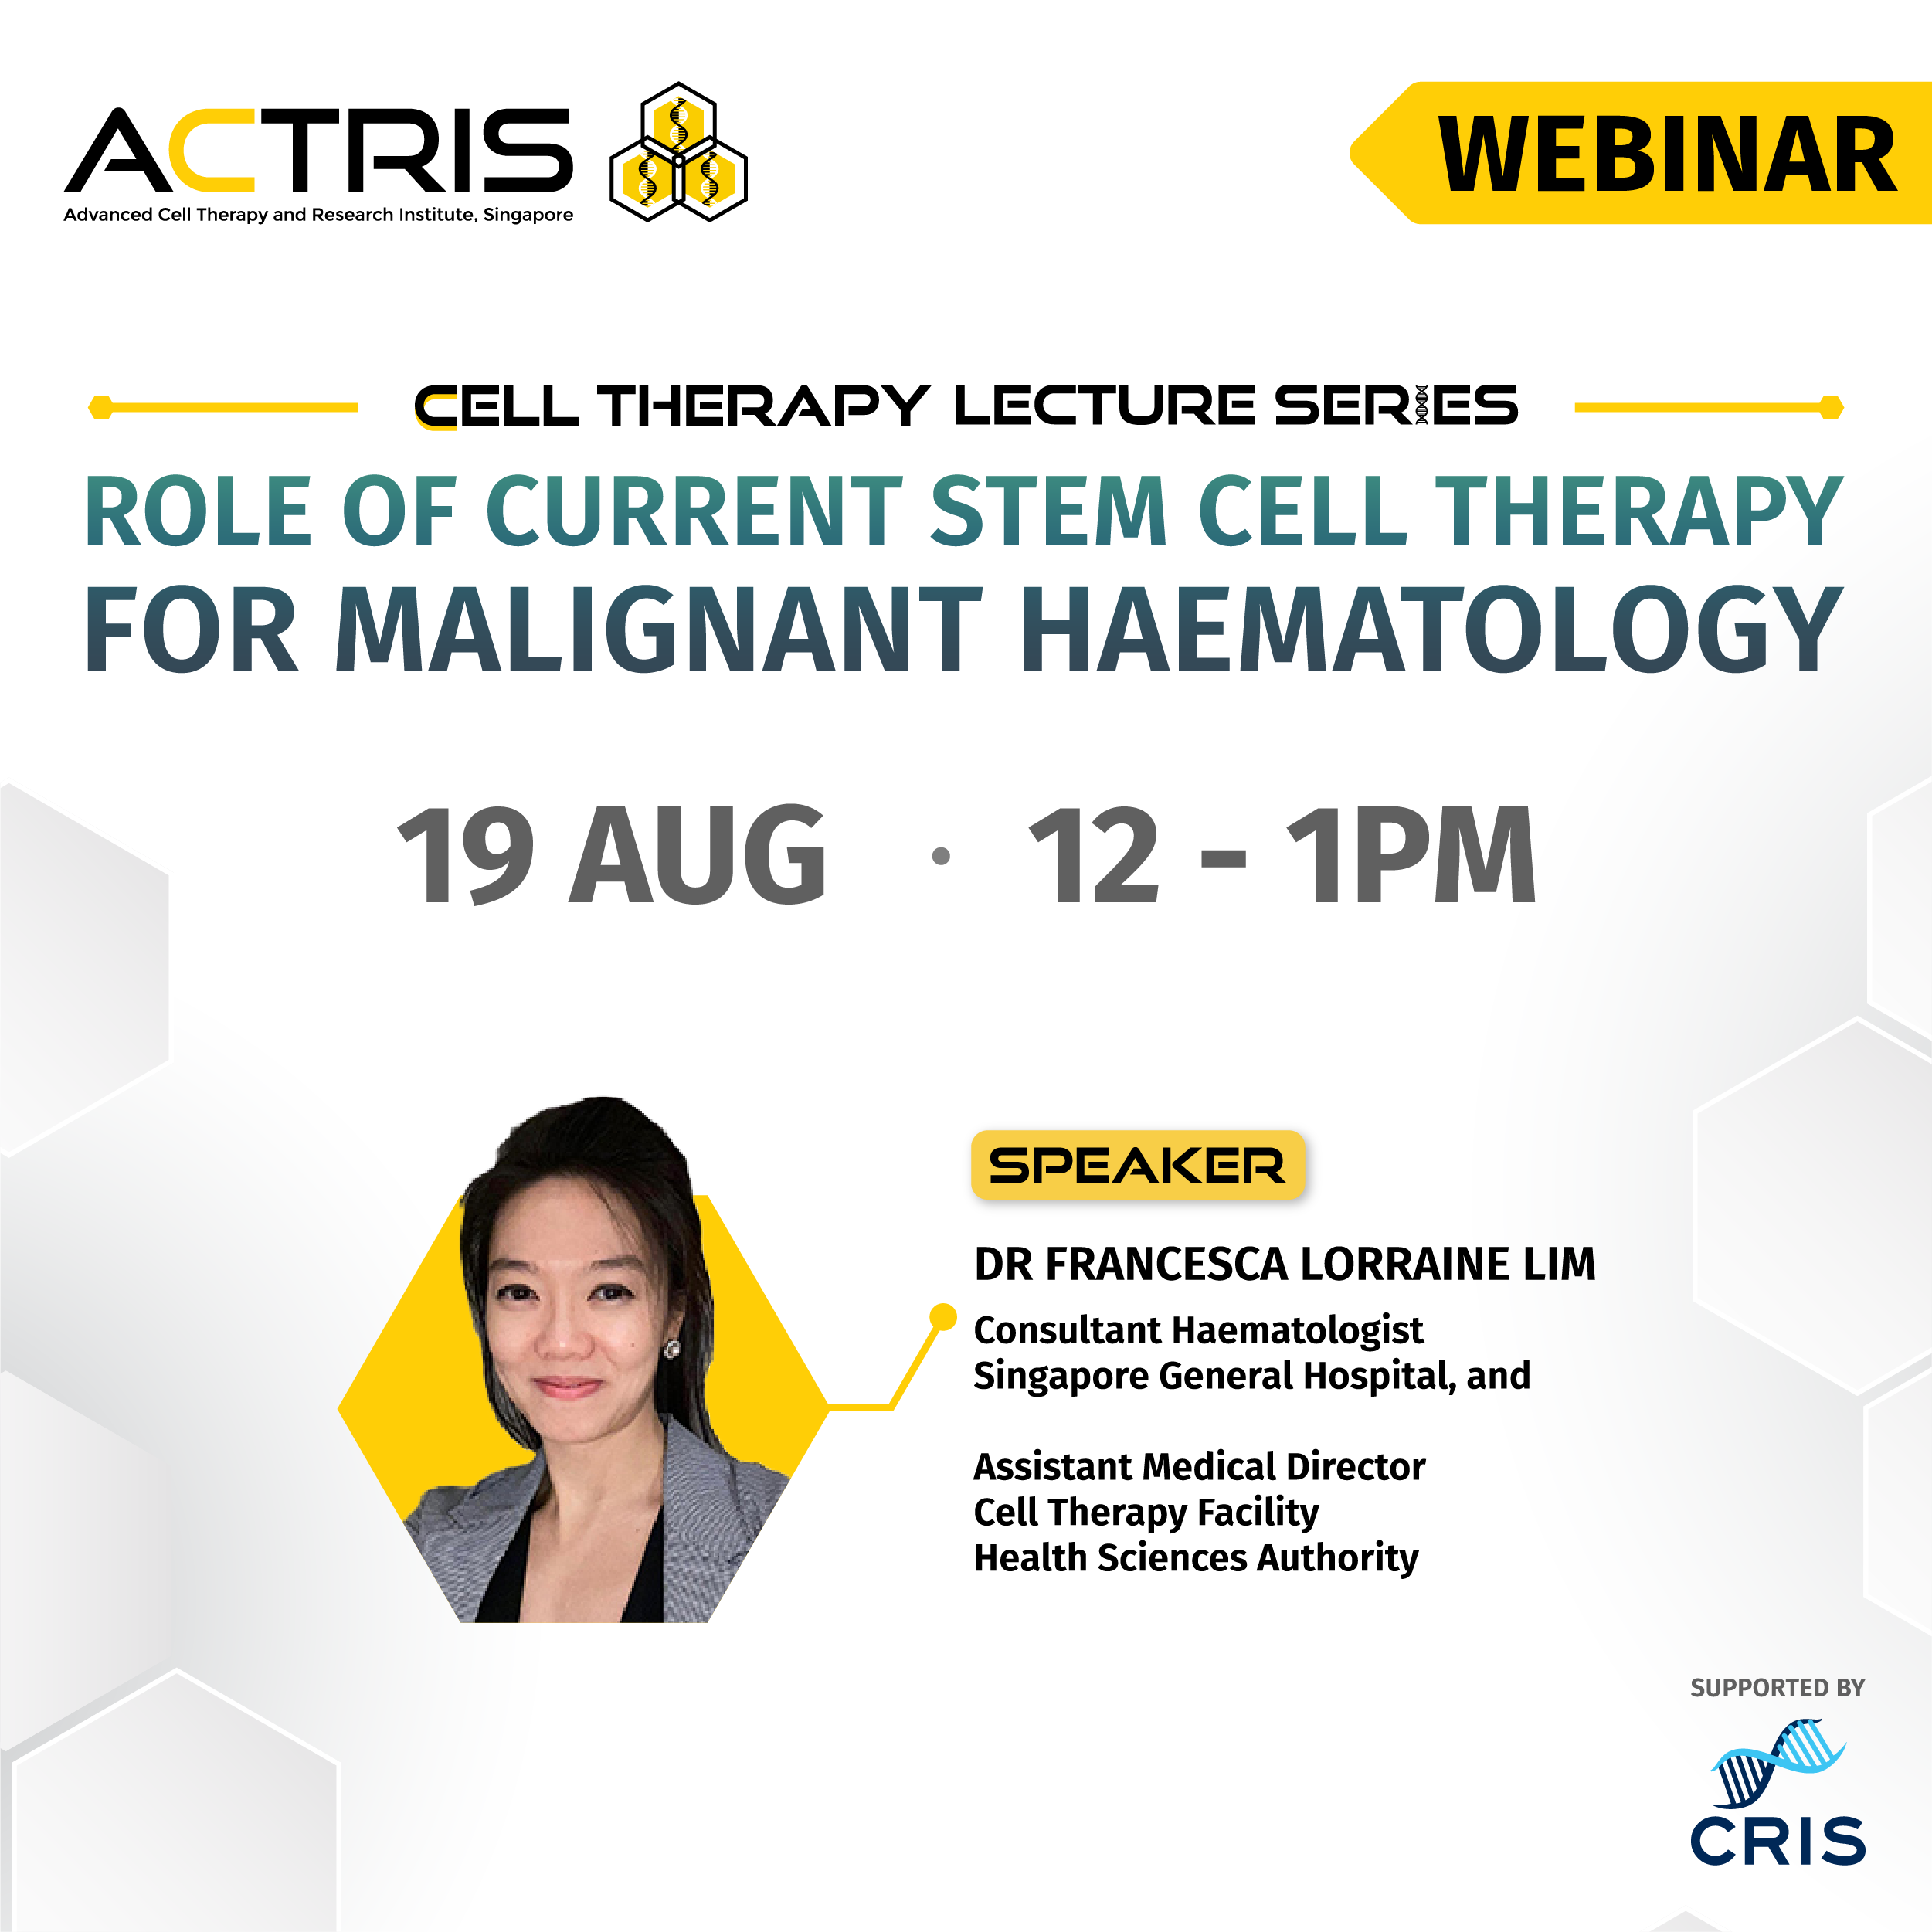 ACTRIS
Advanced Cell Therapy and Research Institute, Singapore
WEBINAR
CELL THERAPY LECTURE SERIES
ROLE OF CURRENT STEM CELL THERAPY
FOR MALIGNANT HAEMATOLOGY
19 AUG · 12 - 1PM
SPEAKER
DR FRANCESCA LORRAINE LIM
Consultant Haematologist
Singapore General Hospital, and
Assistant Medical Director
Cell Therapy Facility
Health Sciences Authority
SUPPORTED BY
CRIS